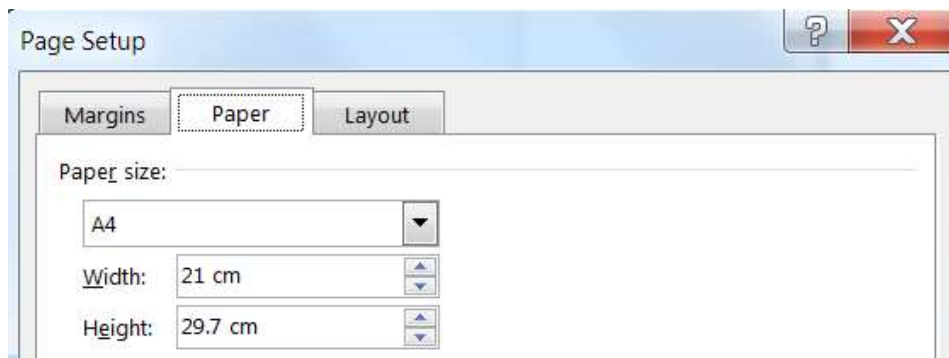 Page Setup
Margins Paper Layout
Paper size:
A4
Width: 21 cm
Height: 29.7 cm